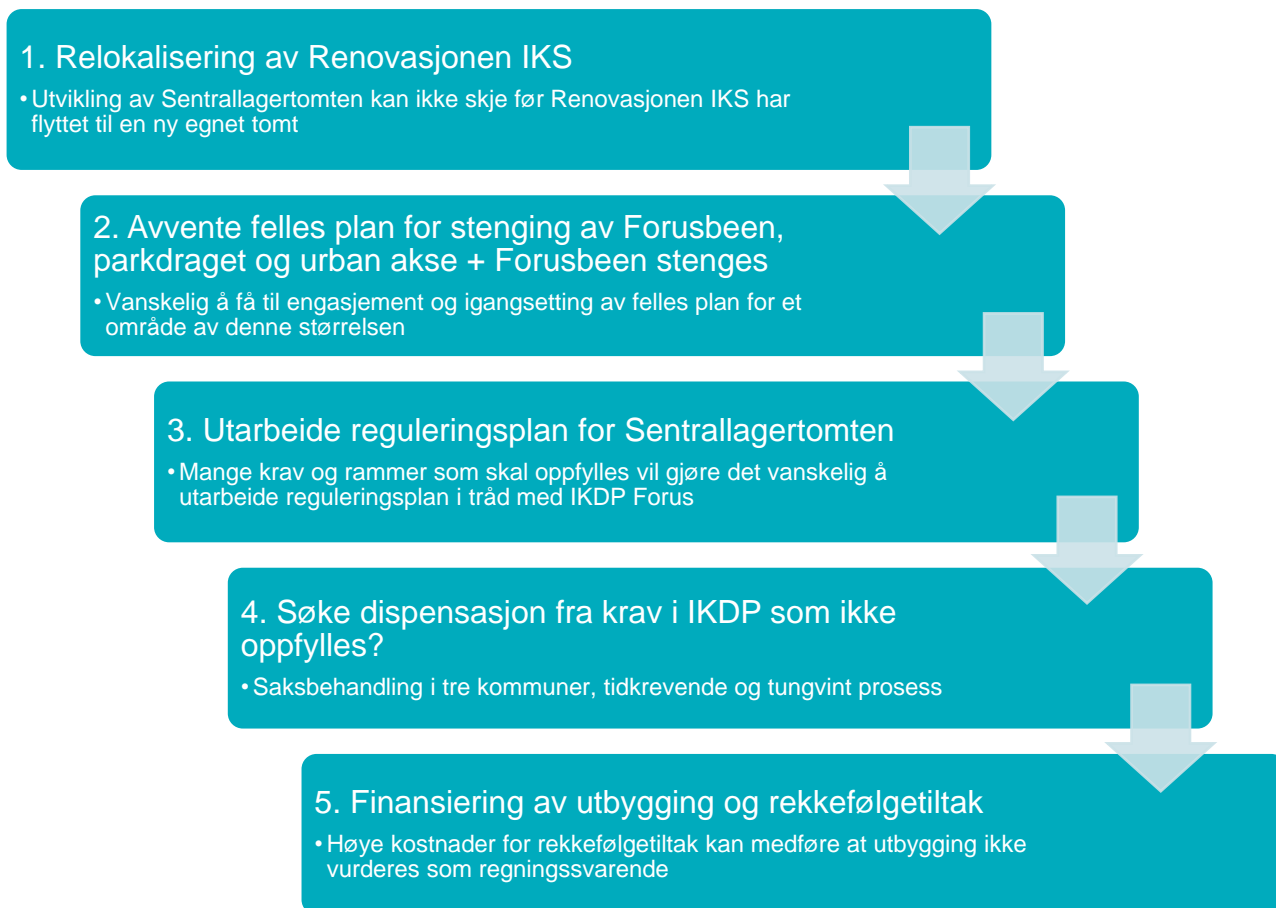 1. Relokalisering av Renovasjonen IKS
• Utvikling av Sentrallagertomten kan ikke skje før Renovasjonen IKS har
flyttet til en ny egnet tomt
2. Avvente felles plan for stenging av Forusbeen,
parkdraget og urban akse + Forusbeen stenges
• Vanskelig å få til engasjement og igangsetting av felles plan for et
område av denne størrelsen
3. Utarbeide reguleringsplan for Sentrallagertomten
• Mange krav og rammer som skal oppfylles vil gjøre det vanskelig å
utarbeide reguleringsplan i tråd med IKDP Forus
4. Søke dispensasjon fra krav i IKDP som ikke
oppfylles?
• Saksbehandling i tre kommuner, tidkrevende og tungvint prosess
5. Finansiering av utbygging og rekkefølgetiltak
• Høye kostnader for rekkefølgetiltak kan medføre at utbygging ikke
vurderes som regningssvarende